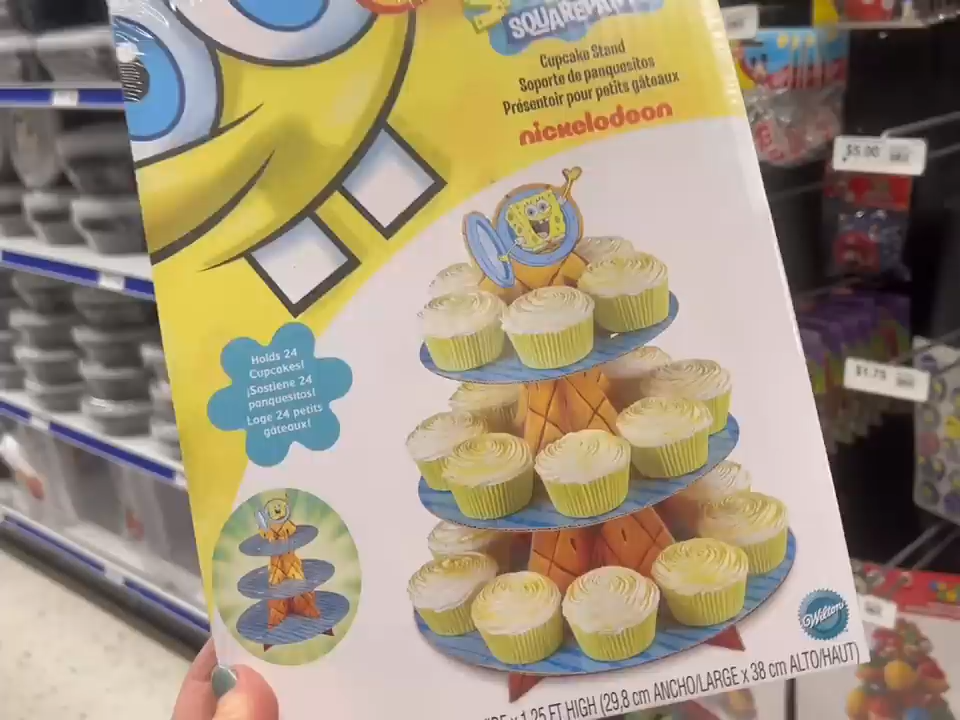 SQUAREPANTS
Cupcake Stand
Soporte de panquesitos
Présentoir pour petits gâteaux
nickelodeon
Holds 24
Cupcakes!
¡Sostiene 24
panquesitos!
Loge 24 petits
gâteaux!
Wilton
x 1.25 FT HIGH (29,8 cm ANCHO/LARGE x 38 cm ALTO/HAUT)
$5.00
$1.75